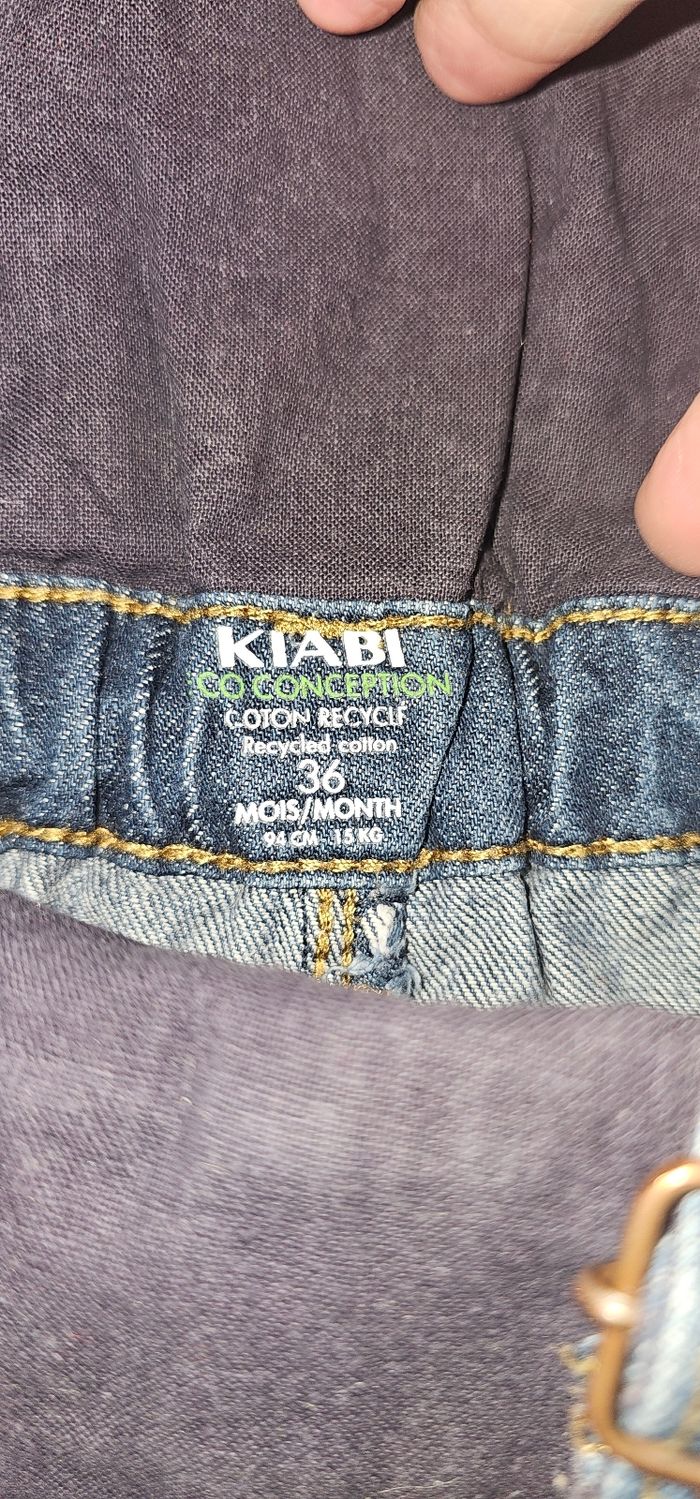 KIABI
CO CONCEPTION
COTON RECYCLE
Recycled cotton
36
MOIS/MONTH
94 CM 15 KG